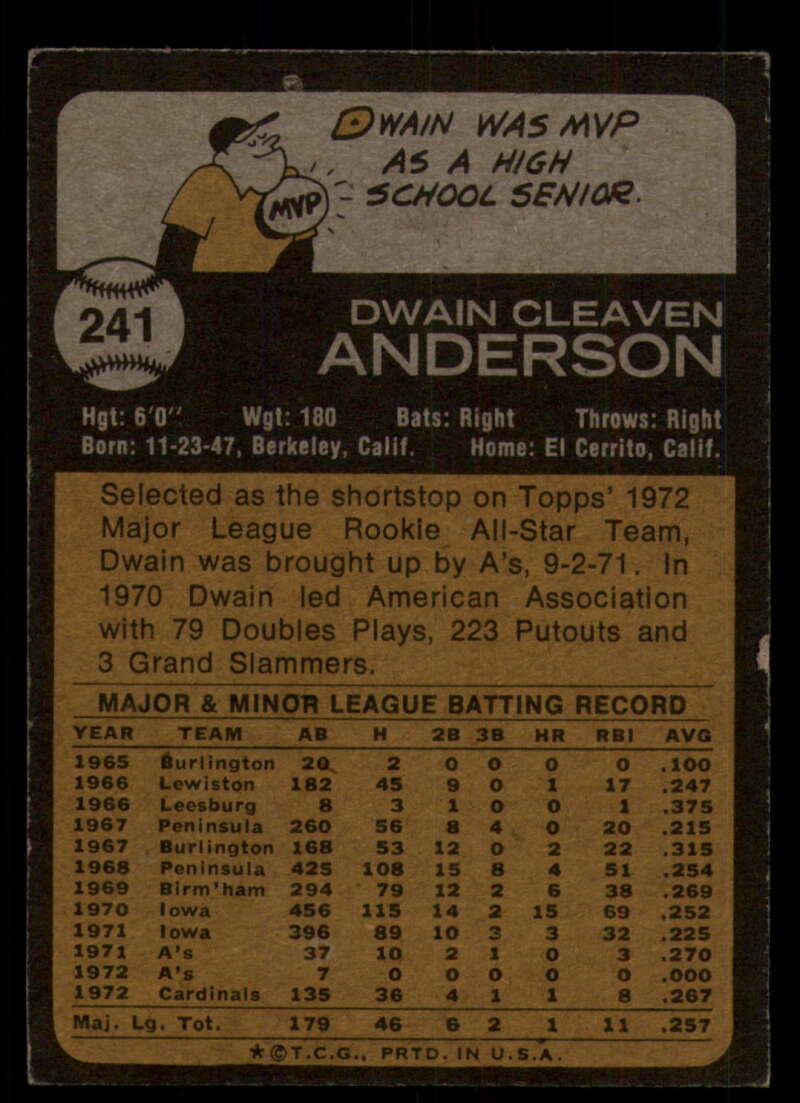 DWAIN WAS MVP
AS A HIGH
SCHOOL SENIOR.
MVP
241
DWAIN CLEAVEN
ANDERSON
Hgt: 6'0" Wgt: 180 Bats: Right Throws: Right
Born: 11-23-47, Berkeley, Calif. Home: El Cerrito, Calif.
Selected as the shortstop on Topps' 1972
Major League Rookie All-Star Team,
Dwain was brought up by A's, 9-2-71. In
1970 Dwain led American Association
with 79 Doubles Plays, 223 Putouts and
3 Grand Slammers.
MAJOR & MINOR LEAGUE BATTING RECORD
YEAR TEAM AB H 2B 3B HR RBI AVG
1965 Burlington 20 2 0 0 0 0 .100
1966 Lewiston 182 45 9 0 1 17 .247
1966 Leesburg 8 3 1 0 0 1 .375
1967 Peninsula 260 56 8 4 0 20 .215
1967 Burlington 168 53 12 0 2 22 .315
1968 Peninsula 425 108 15 8 4 51 .254
1969 Birm'ham 294 79 12 2 6 38 .269
1970 Iowa 456 115 14 2 15 69 .252
1971 Iowa 396 89 10 3 3 32 .225
1971 A's 37 10 2 1 0 3 .270
1972 A's 7 0 0 0 0 0 .000
1972 Cardinals 135 36 4 1 1 8 .267
Maj. Lg. Tot. 179 46 6 2 1 11 .257
*©T.C.G., PRTD. IN U.S.A.